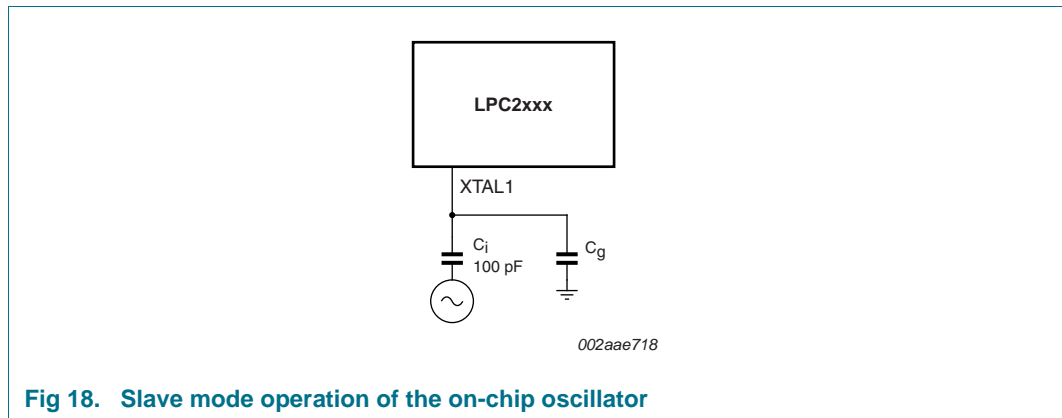 LPC2xxx
XTAL1
Ci
100 pF
Cg
002aae718
Fig 18. Slave mode operation of the on-chip oscillator